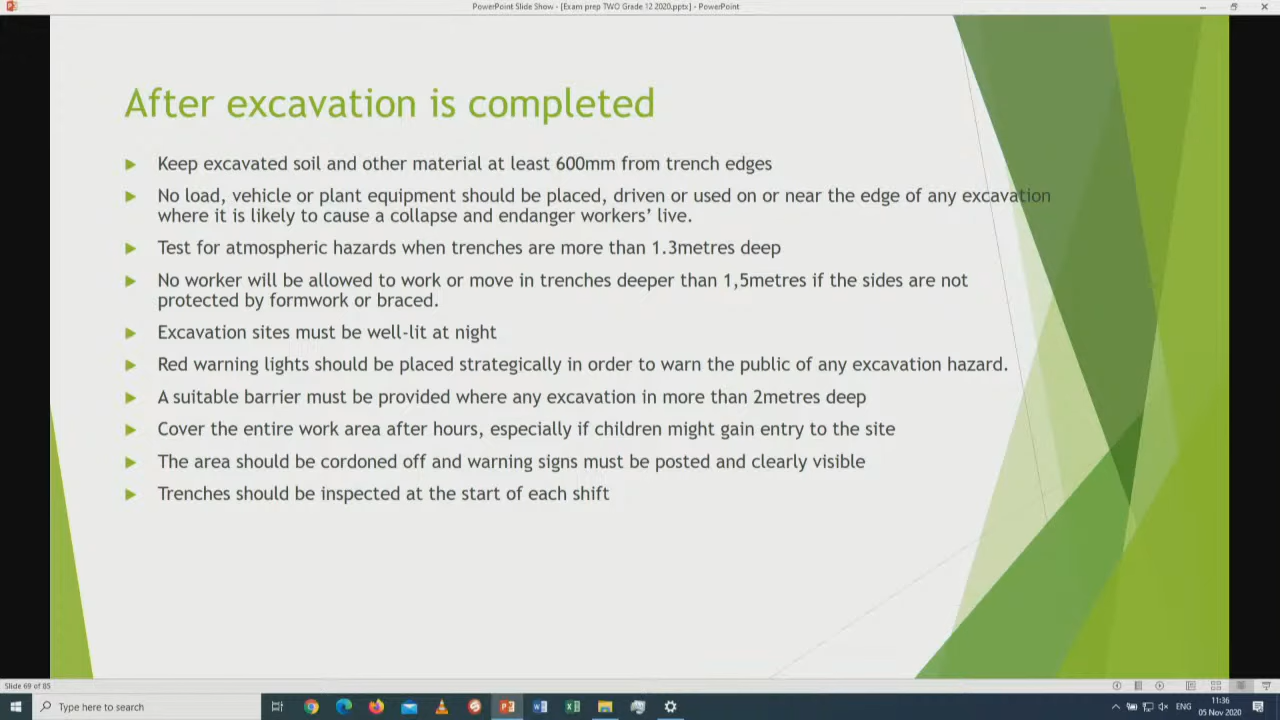 PowerPoint Slide Show - [Exam prep TWO Grade 12 2020.pptx] - PowerPoint
After excavation is completed
Keep excavated soil and other material at least 600mm from trench edges
No load, vehicle or plant equipment should be placed, driven or used on or near the edge of any excavation
where it is likely to cause a collapse and endanger workers’ live.
Test for atmospheric hazards when trenches are more than 1.3metres deep
No worker will be allowed to work or move in trenches deeper than 1,5metres if the sides are not
protected by formwork or braced.
Excavation sites must be well-lit at night
Red warning lights should be placed strategically in order to warn the public of any excavation hazard.
A suitable barrier must be provided where any excavation in more than 2metres deep
Cover the entire work area after hours, especially if children might gain entry to the site
The area should be cordoned off and warning signs must be posted and clearly visible
Trenches should be inspected at the start of each shift
Slide 69 of 85
Type here to search
ENG
11:36
05 Nov 2020